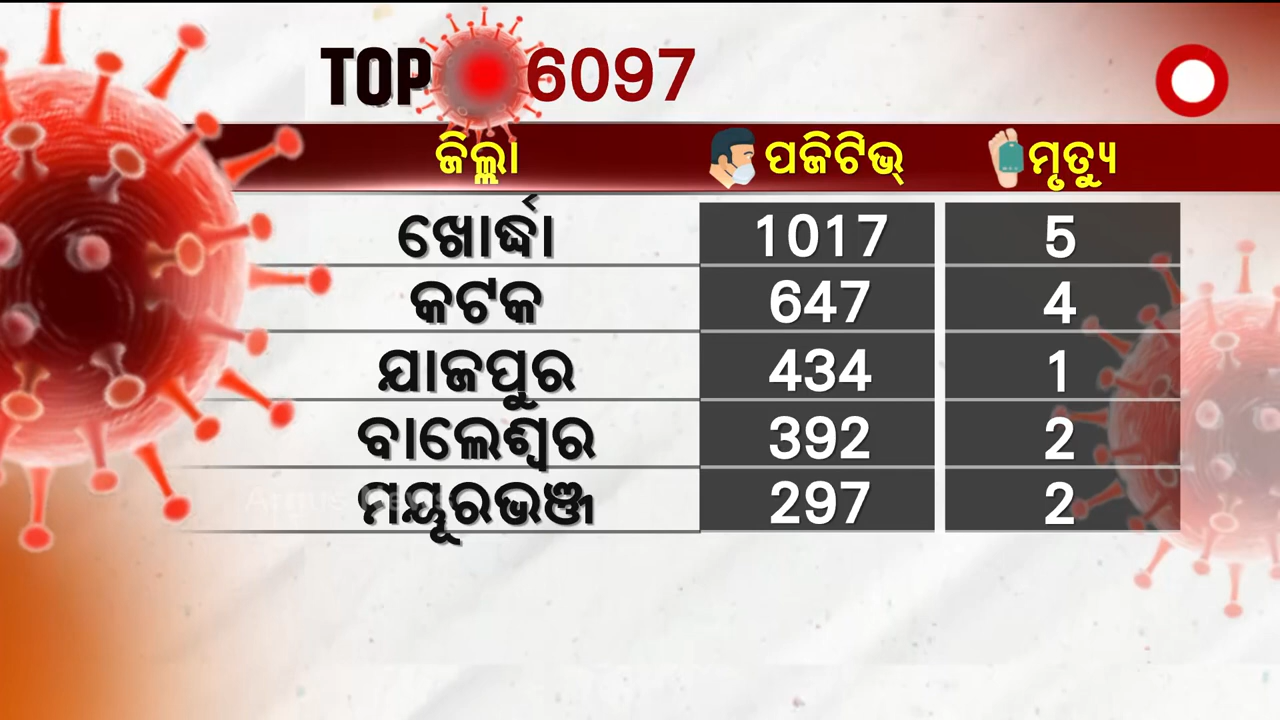 TOP 6097
ଜିଲ୍ଲା ପଜିଟିଭ୍ ମୃତ୍ୟୁ
ଖୋର୍ଦ୍ଧା 1017 5
କଟକ 647 4
ଯାଜପୁର 434 1
ବାଲେଶ୍ୱର 392 2
ମୟୂରଭଞ୍ଜ 297 2